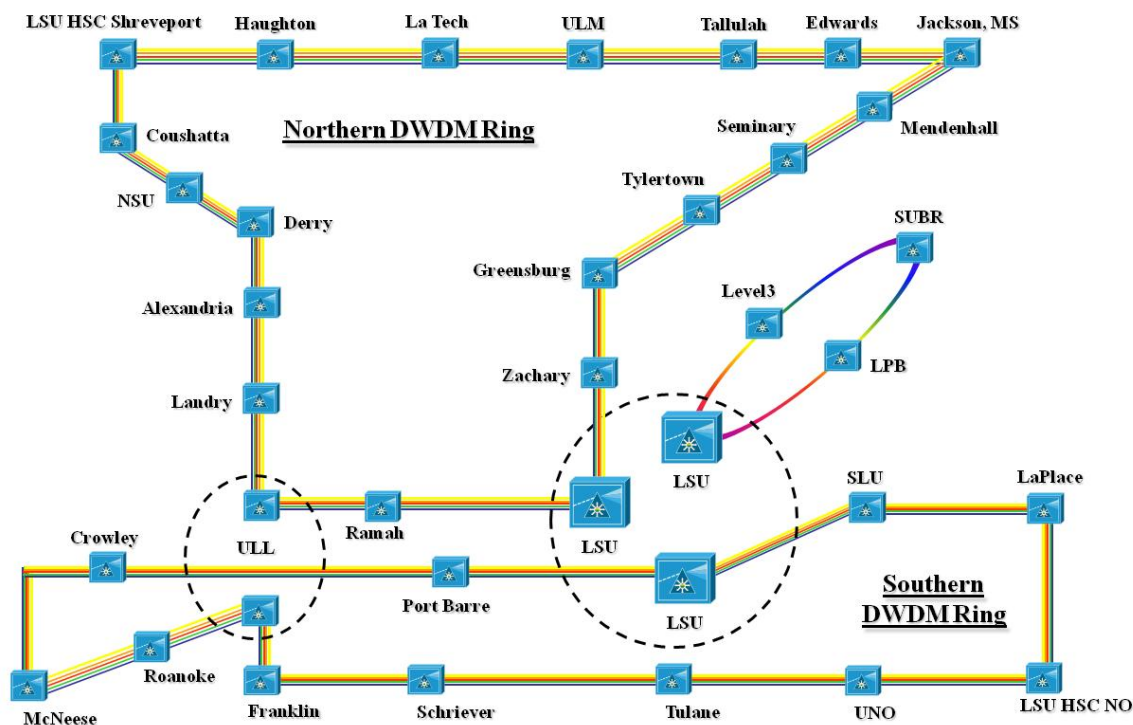 LSU HSC Shreveport
Haughton
La Tech
ULM
Tallulah
Edwards
Jackson, MS
Coushatta
Northern DWDM Ring
Seminary
Mendenhall
NSU
Tylertown
Derry
SUBR
Greensburg
Level3
Alexandria
Zachary
LPB
Landry
LSU
SLU
LaPlace
Crowley
ULL
Ramah
LSU
Port Barre
LSU
Southern
DWDM Ring
Roanoke
McNeese
Franklin
Schriever
Tulane
UNO
LSU HSC NO